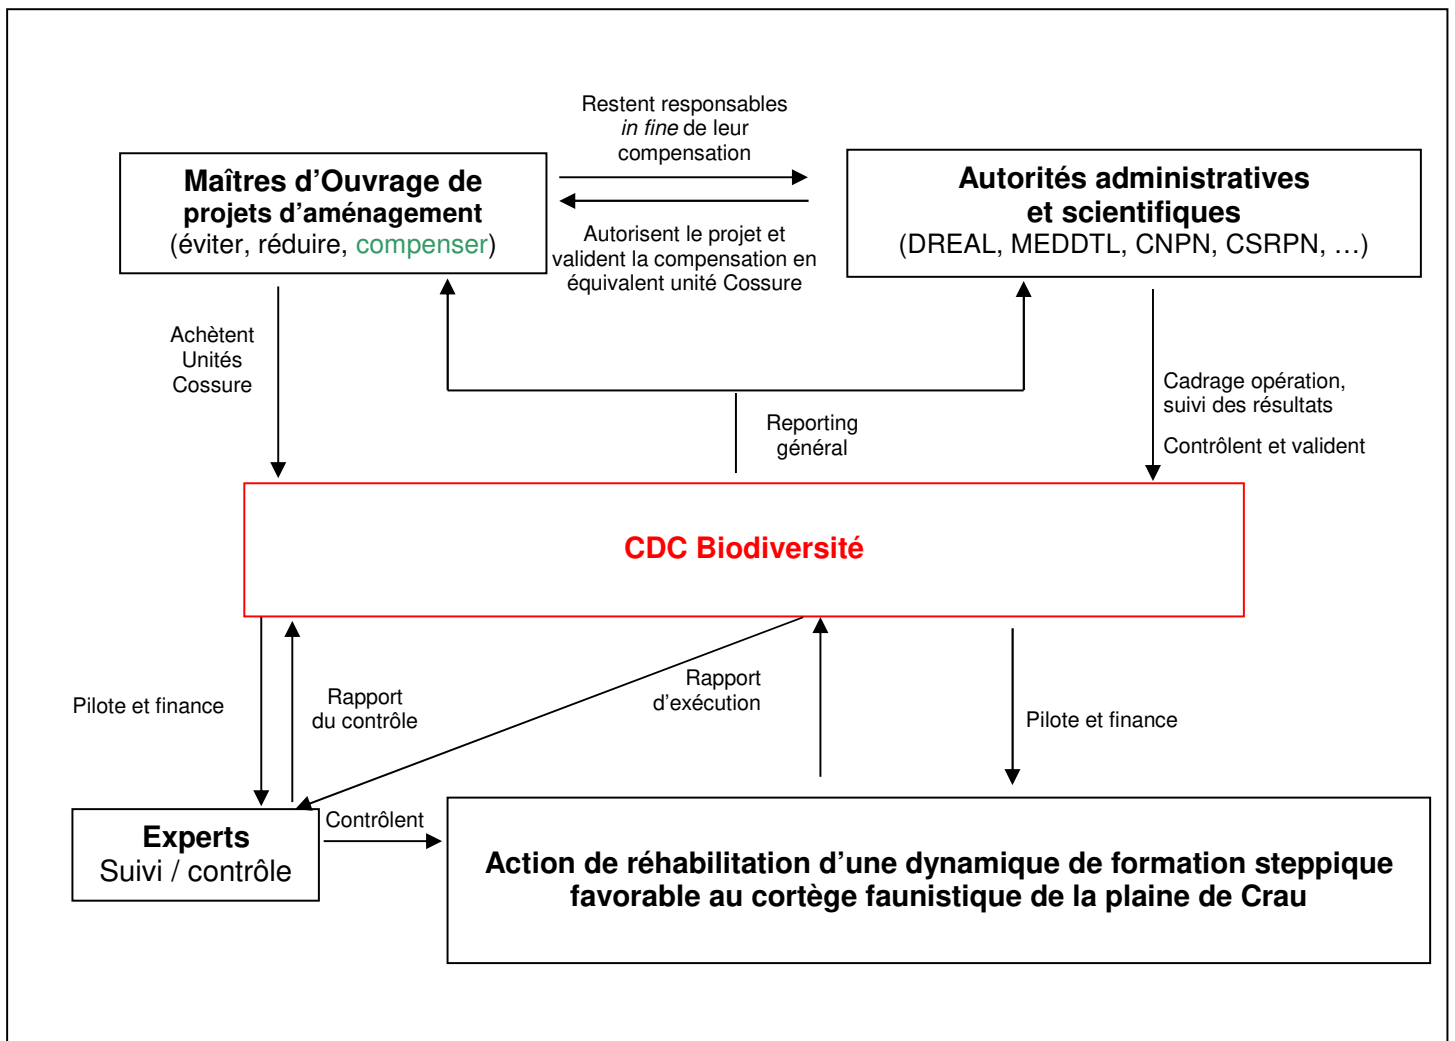 Restent responsables
in fine de leur
compensation
Maîtres d’Ouvrage de
projets d’aménagement
(éviter, réduire, compenser)
Autorités administratives
et scientifiques
(DREAL, MEDDTL, CNPN, CSRPN, …)
Autorisent le projet et
valident la compensation en
équivalent unité Cossure
Achètent
Unités
Cossure
Cadrage opération,
suivi des résultats
Contrôlent et valident
Reporting
général
CDC Biodiversité
Pilote et finance
Rapport
du contrôle
Rapport
d’exécution
Pilote et finance
Experts
Suivi / contrôle
Contrôlent
Action de réhabilitation d’une dynamique de formation steppique
favorable au cortège faunistique de la plaine de Crau